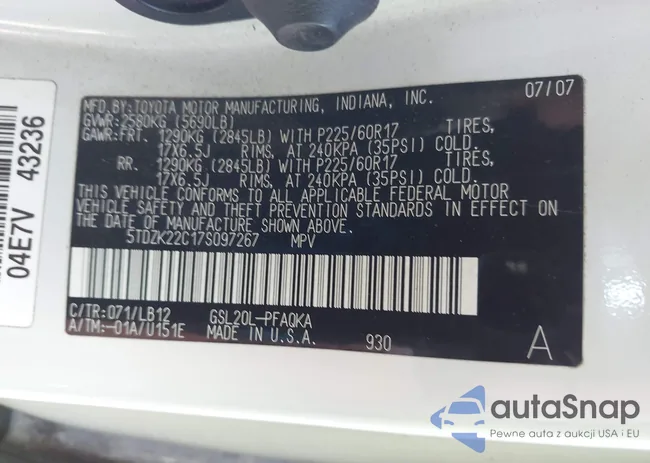 07/07
MFD.BY:TOYOTA MOTOR MANUFACTURING, INDIANA, INC.
GVWR:2580KG (5690LB)
GAWR:FRT. 1290KG (2845LB) WITH P225/60R17 TIRES,
17X6.5J RIMS, AT 240KPA (35PSI) COLD.
RR. 1290KG (2845LB) WITH P225/60R17 TIRES,
17X6.5J RIMS, AT 240KPA (35PSI) COLD.
THIS VEHICLE CONFORMS TO ALL APPLICABLE FEDERAL MOTOR
VEHICLE SAFETY AND THEFT PREVENTION STANDARDS IN EFFECT ON
THE DATE OF MANUFACTURE SHOWN ABOVE.
5TDZK22C17S097267 MPV
C/TR:071/LB12 GSL20L-PFAQKA
A/TM:-01A/U151E MADE IN U.S.A. 930 A
04E7V 43236
autaSnap
Pewne auta z aukcji USA i EU